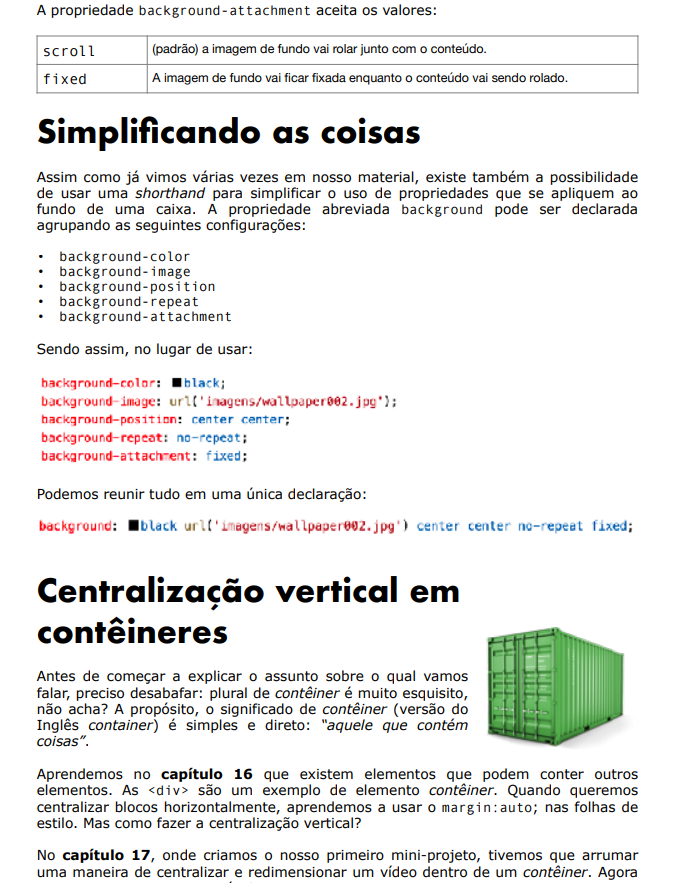 A propriedade background-attachment aceita os valores:
scroll (padrão) a imagem de fundo vai rolar junto com o conteúdo.
fixed A imagem de fundo vai ficar fixada enquanto o conteúdo vai sendo rolado.
Simplificando as coisas
Assim como já vimos várias vezes em nosso material, existe também a possibilidade
de usar uma shorthand para simplificar o uso de propriedades que se apliquem ao
fundo de uma caixa. A propriedade abreviada background pode ser declarada
agrupando as seguintes configurações:
• background-color
• background-image
• background-position
• background-repeat
• background-attachment
Sendo assim, no lugar de usar:
background-color: black;
background-image: url('imagens/wallpaper002.jpg');
background-position: center center;
background-repeat: no-repeat;
background-attachment: fixed;
Podemos reunir tudo em uma única declaração:
background: black url('imagens/wallpaper002.jpg') center center no-repeat fixed;
Centralização vertical em
contêineres
Antes de começar a explicar o assunto sobre o qual vamos
falar, preciso desabafar: plural de contêiner é muito esquisito,
não acha? A propósito, o significado de contêiner (versão do
Inglês container) é simples e direto: “aquele que contém
coisas”.
Aprendemos no capítulo 16 que existem elementos que podem conter outros
elementos. As <div> são um exemplo de elemento contêiner. Quando queremos
centralizar blocos horizontalmente, aprendemos a usar o margin:auto; nas folhas de
estilo. Mas como fazer a centralização vertical?
No capítulo 17, onde criamos o nosso primeiro mini-projeto, tivemos que arrumar
uma maneira de centralizar e redimensionar um vídeo dentro de um contêiner. Agora